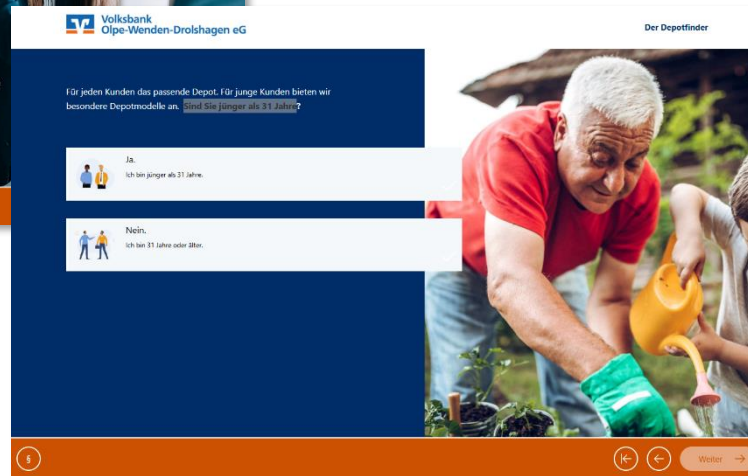 Volksbank
Olpe-Wenden-Drolshagen eG
Der Depotfinder
Für jeden Kunden das passende Depot. Für junge Kunden bieten wir
besondere Depotmodelle an. Sind Sie jünger als 31 Jahre?
Ja.
Ich bin jünger als 31 Jahre.
Nein.
Ich bin 31 Jahre oder älter.
§
Weiter →